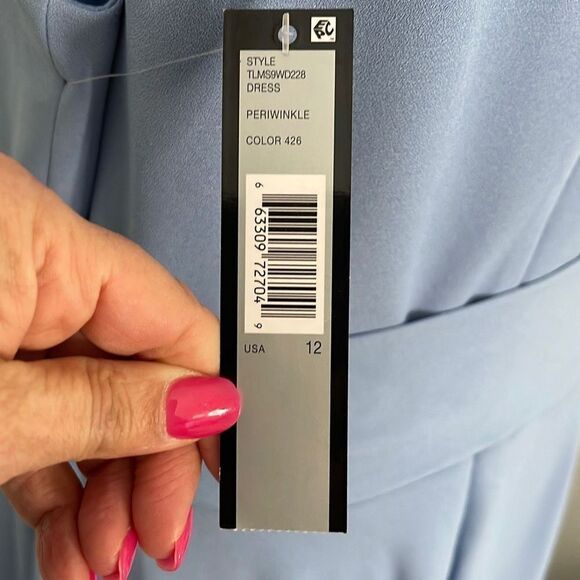 STYLE
TLMS9WD228
DRESS
PERIWINKLE
COLOR 426
6 63309 72704 9
USA 12